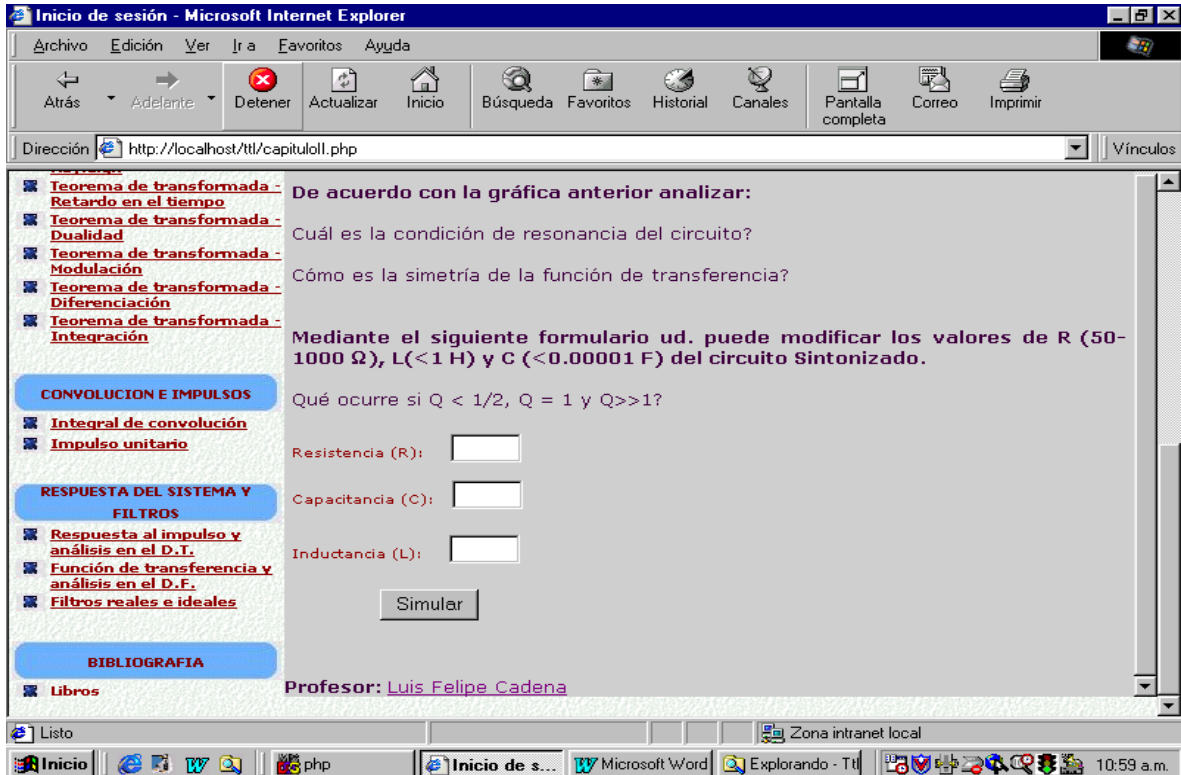 Inicio de sesión - Microsoft Internet Explorer
Archivo Edición Ver Ir a Favoritos Ayuda
Atrás Adelante Detener Actualizar Inicio Búsqueda Favoritos Historial Canales Pantalla completa Correo Imprimir
Dirección http://localhost/ttl/capituloII.php Vínculos
Teorema de transformada -
Retardo en el tiempo
Teorema de transformada -
Dualidad
Teorema de transformada -
Modulación
Teorema de transformada -
Diferenciación
Teorema de transformada -
Integración
CONVOLUCION E IMPULSOS
Integral de convolución
Impulso unitario
RESPUESTA DEL SISTEMA Y
FILTROS
Respuesta al impulso y
análisis en el D.T.
Función de transferencia y
análisis en el D.F.
Filtros reales e ideales
BIBLIOGRAFIA
Libros
De acuerdo con la gráfica anterior analizar:
Cuál es la condición de resonancia del circuito?
Cómo es la simetría de la función de transferencia?
Mediante el siguiente formulario ud. puede modificar los valores de R (50-
1000 Ω), L(<1 H) y C (<0.00001 F) del circuito Sintonizado.
Qué ocurre si Q < 1/2, Q = 1 y Q>>1?
Resistencia (R):
Capacitancia (C):
Inductancia (L):
Simular
Profesor: Luis Felipe Cadena
Listo Zona intranet local
Inicio php Inicio de s... Microsoft Word Explorando - Ttl 10:59 a.m.